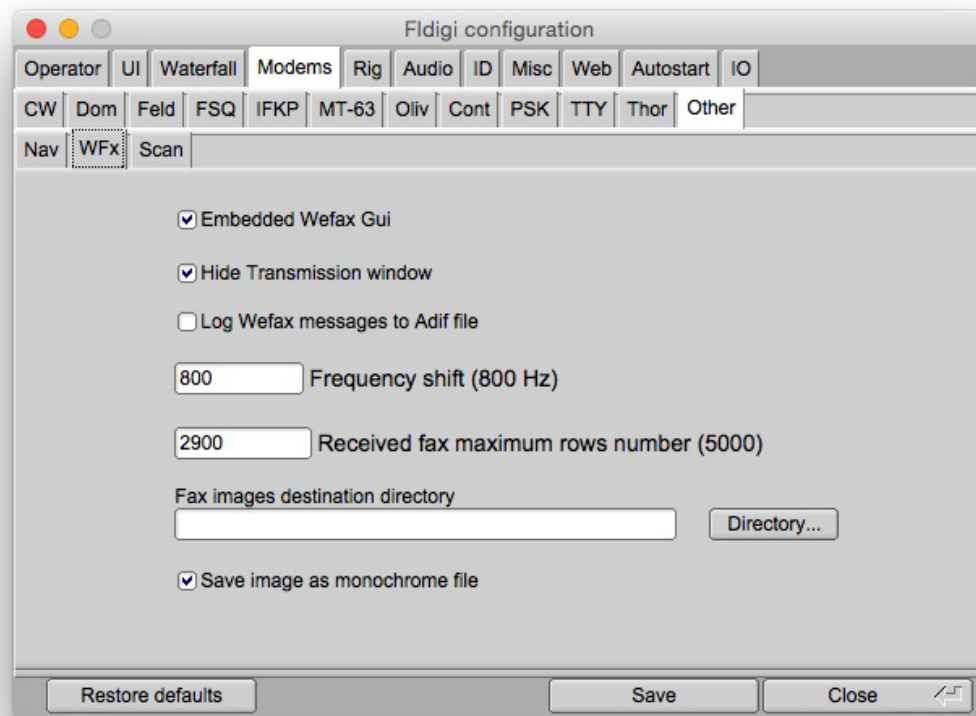 Fldigi configuration
Operator UI Waterfall Modems Rig Audio ID Misc Web Autostart IO
CW Dom Feld FSQ IFKP MT-63 Oliv Cont PSK TTY Thor Other
Nav WFx Scan
Embedded Wefax Gui
Hide Transmission window
Log Wefax messages to Adif file
800 Frequency shift (800 Hz)
2900 Received fax maximum rows number (5000)
Fax images destination directory
Directory...
Save image as monochrome file
Restore defaults Save Close